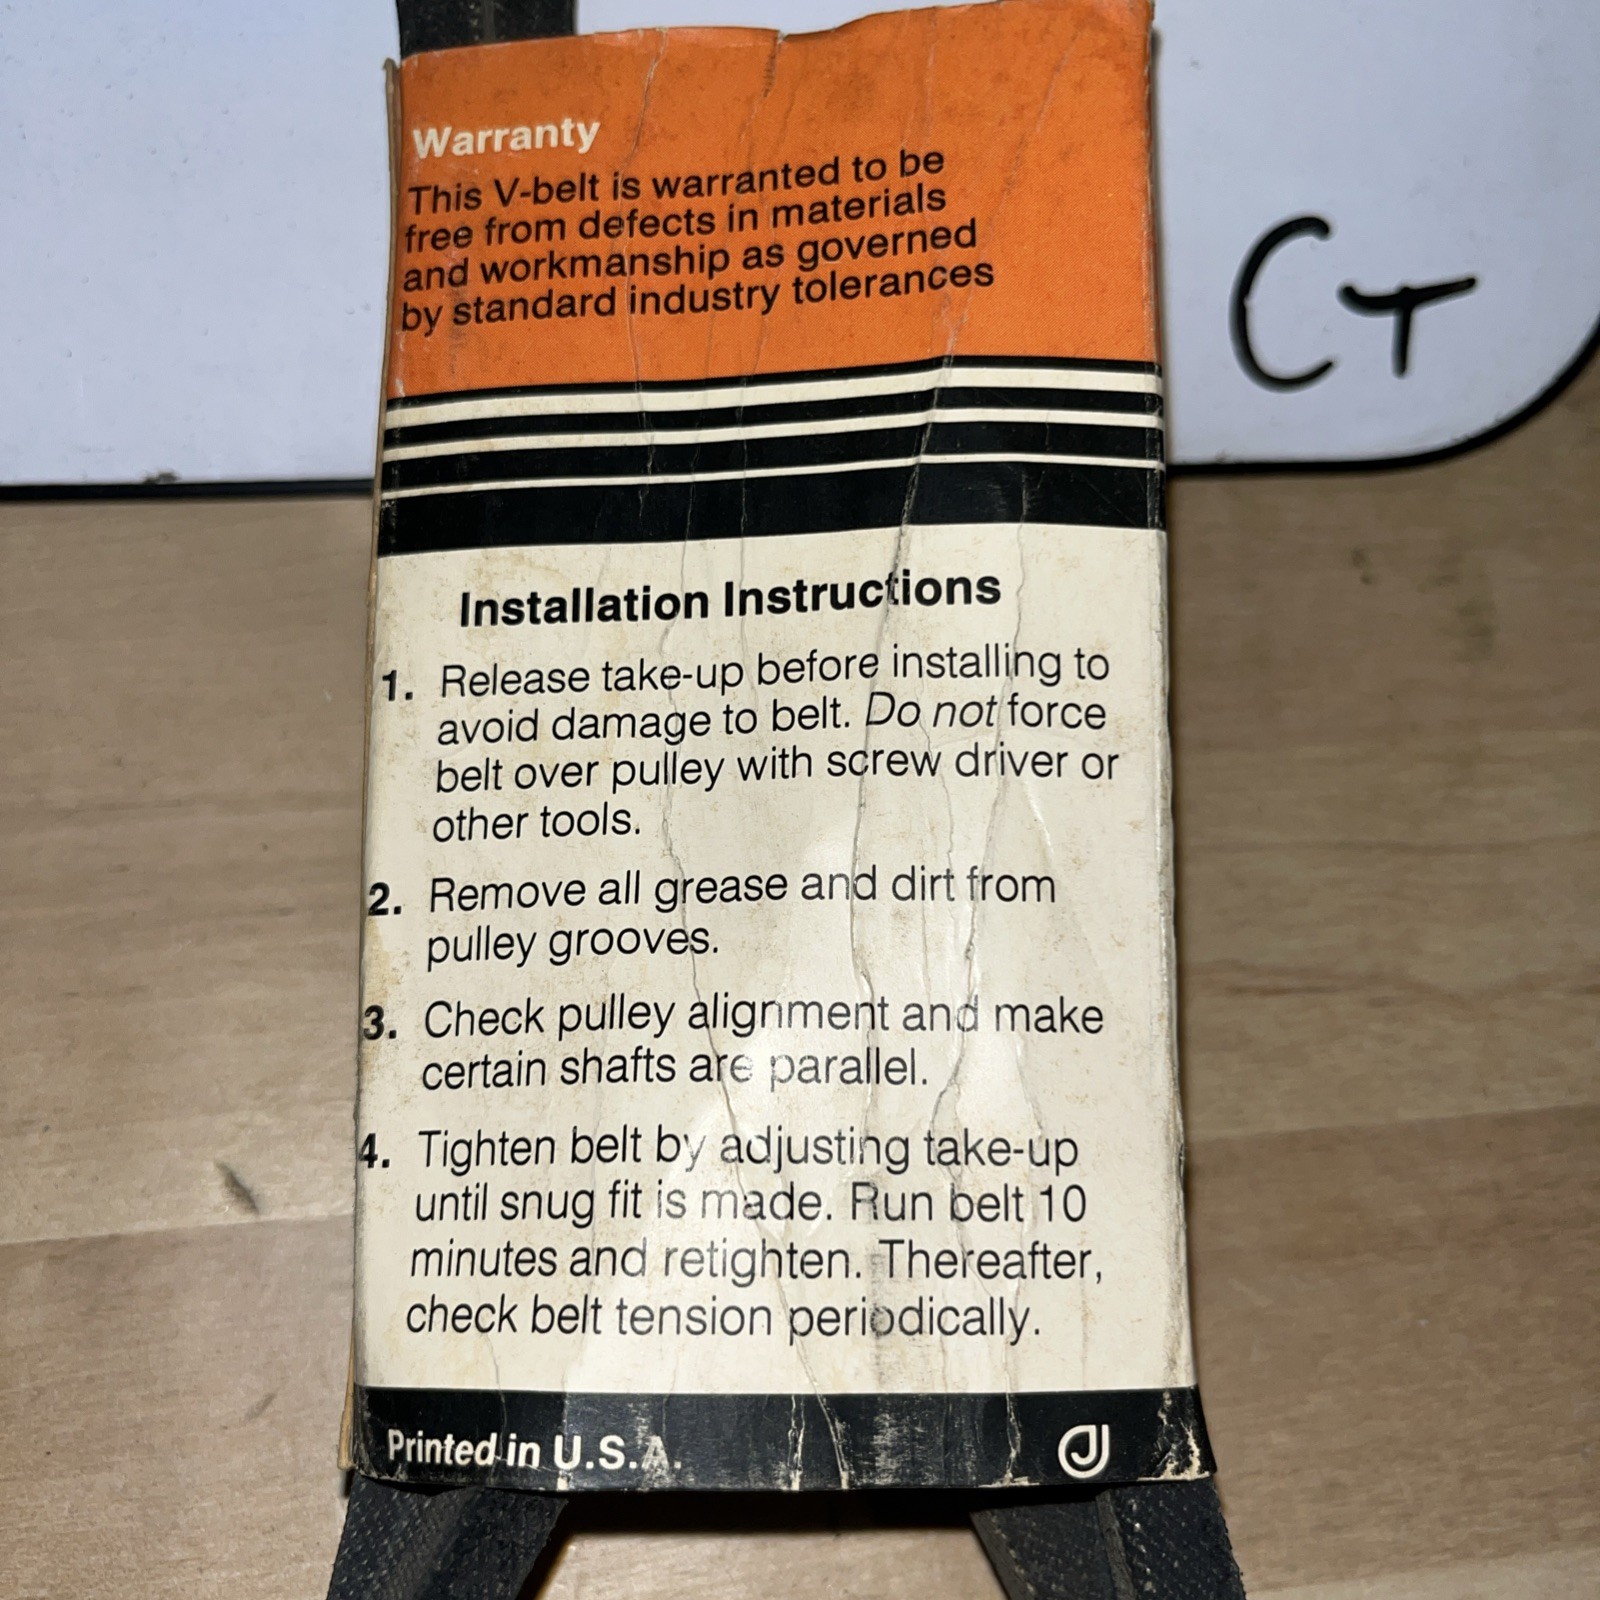 Warranty
This V-belt is warranted to be
free from defects in materials
and workmanship as governed
by standard industry tolerances
CT
Installation Instructions
1. Release take-up before installing to
avoid damage to belt. Do not force
belt over pulley with screw driver or
other tools.
2. Remove all grease and dirt from
pulley grooves.
3. Check pulley alignment and make
certain shafts are parallel.
4. Tighten belt by adjusting take-up
until snug fit is made. Run belt 10
minutes and retighten. Thereafter,
check belt tension periodically.
Printed in U.S.A.